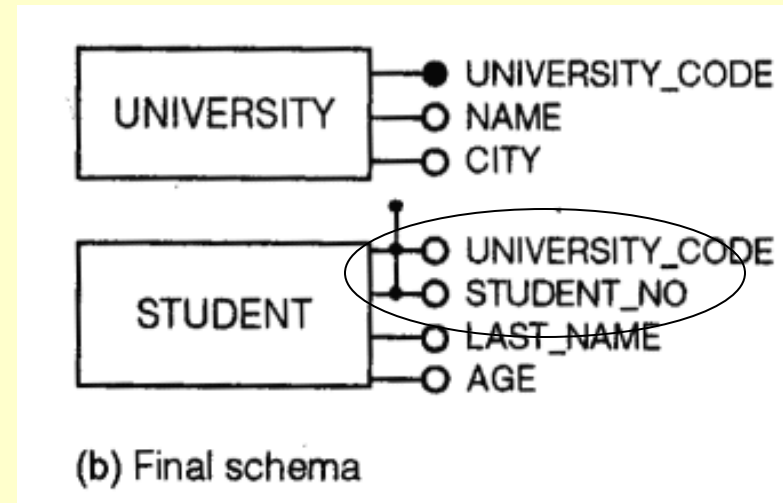 UNIVERSITY
UNIVERSITY_CODE
NAME
CITY
STUDENT
UNIVERSITY_CODE
STUDENT_NO
LAST_NAME
AGE
(b) Final schema